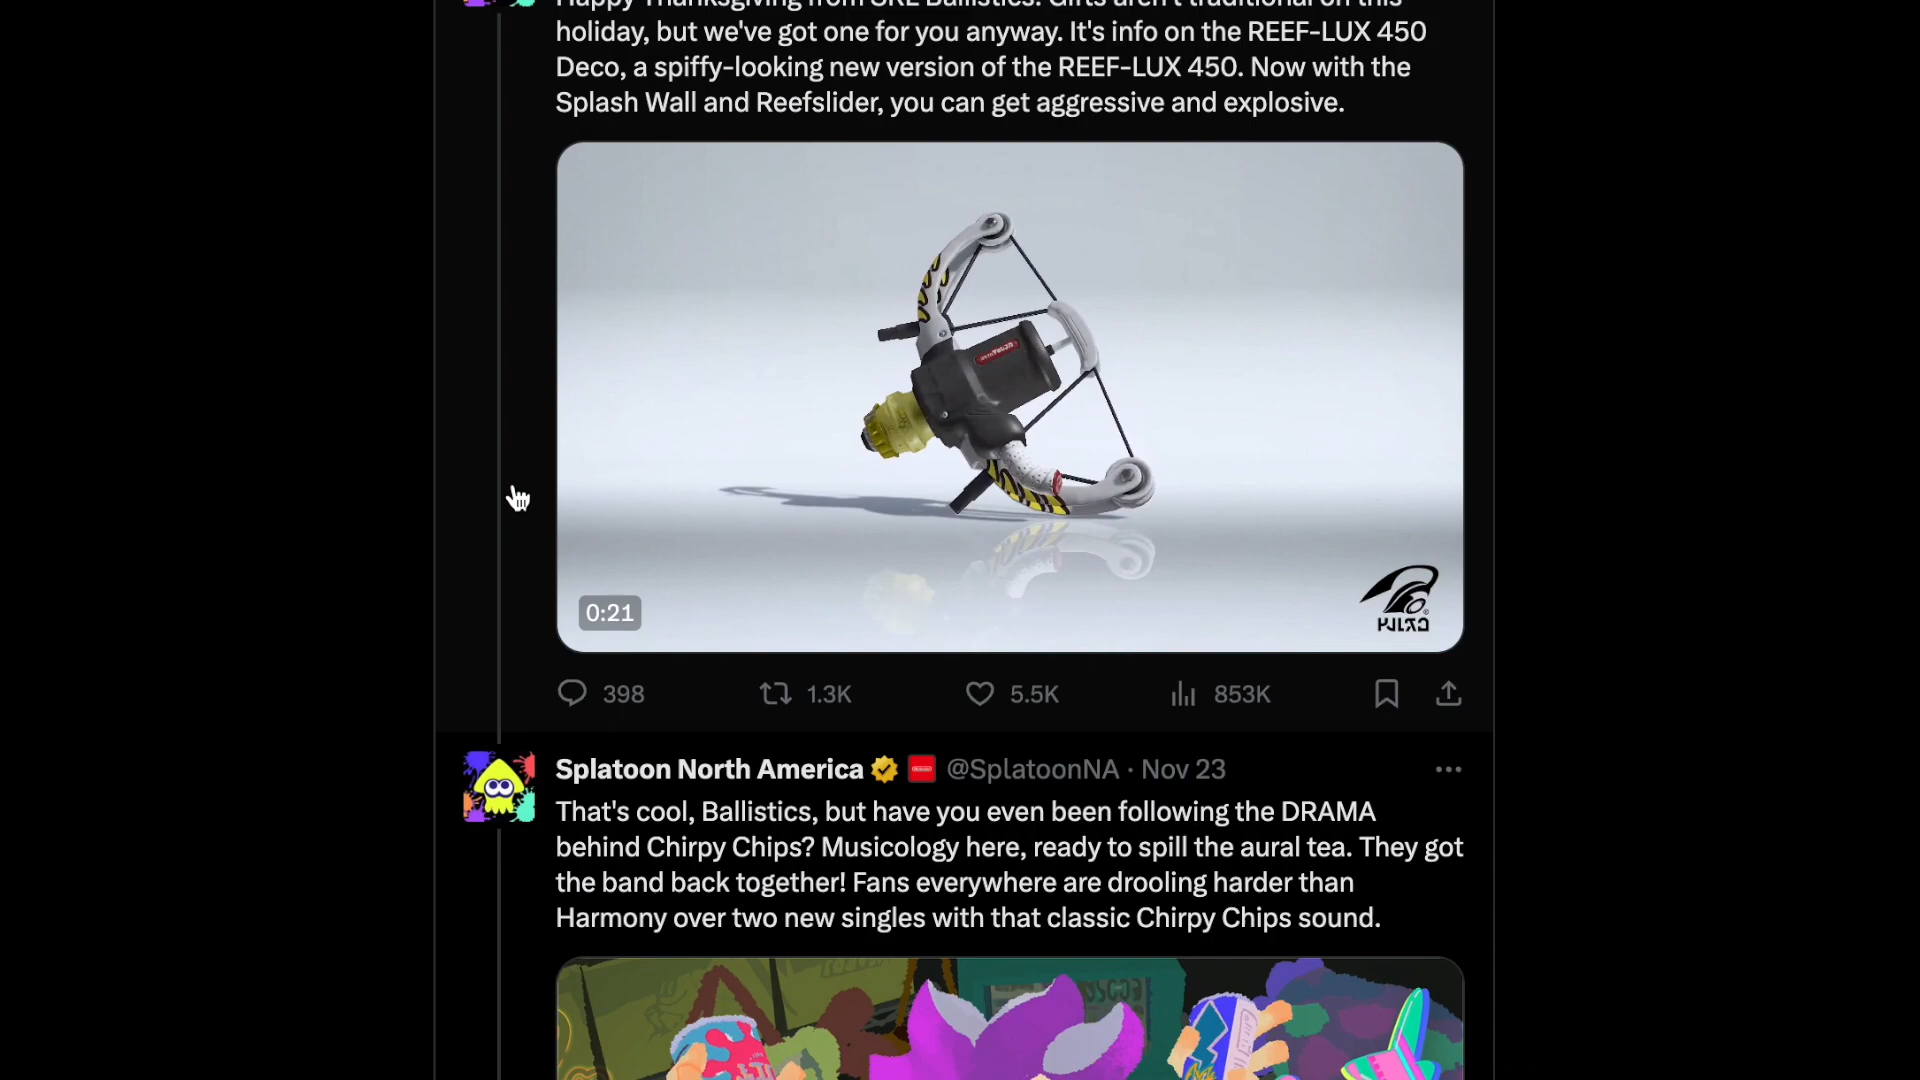 Happy Thanksgiving from SRL Ballistics! Gifts aren't traditional on this
holiday, but we've got one for you anyway. It's info on the REEF-LUX 450
Deco, a spiffy-looking new version of the REEF-LUX 450. Now with the
Splash Wall and Reefslider, you can get aggressive and explosive.
0:21
398 1.3K 5.5K 853K
Splatoon North America @SplatoonNA · Nov 23
That's cool, Ballistics, but have you even been following the DRAMA
behind Chirpy Chips? Musicology here, ready to spill the aural tea. They got
the band back together! Fans everywhere are drooling harder than
Harmony over two new singles with that classic Chirpy Chips sound.